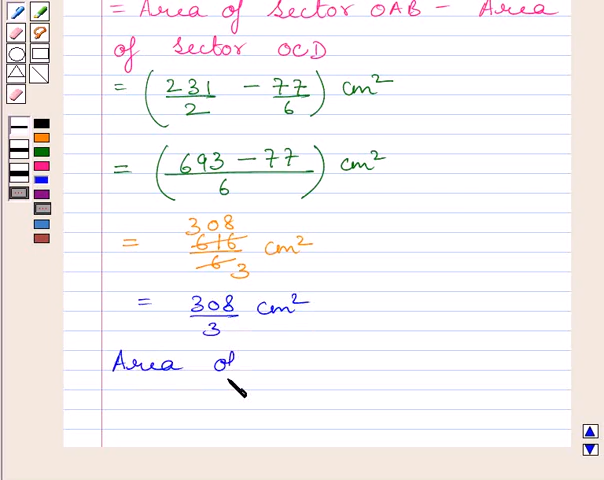 = Area of sector OAB - Area
of sector OCD
= (231/2 - 77/6) cm²
= (693 - 77/6) cm²
= 308 616/6 3 cm²
= 308/3 cm²
Area of